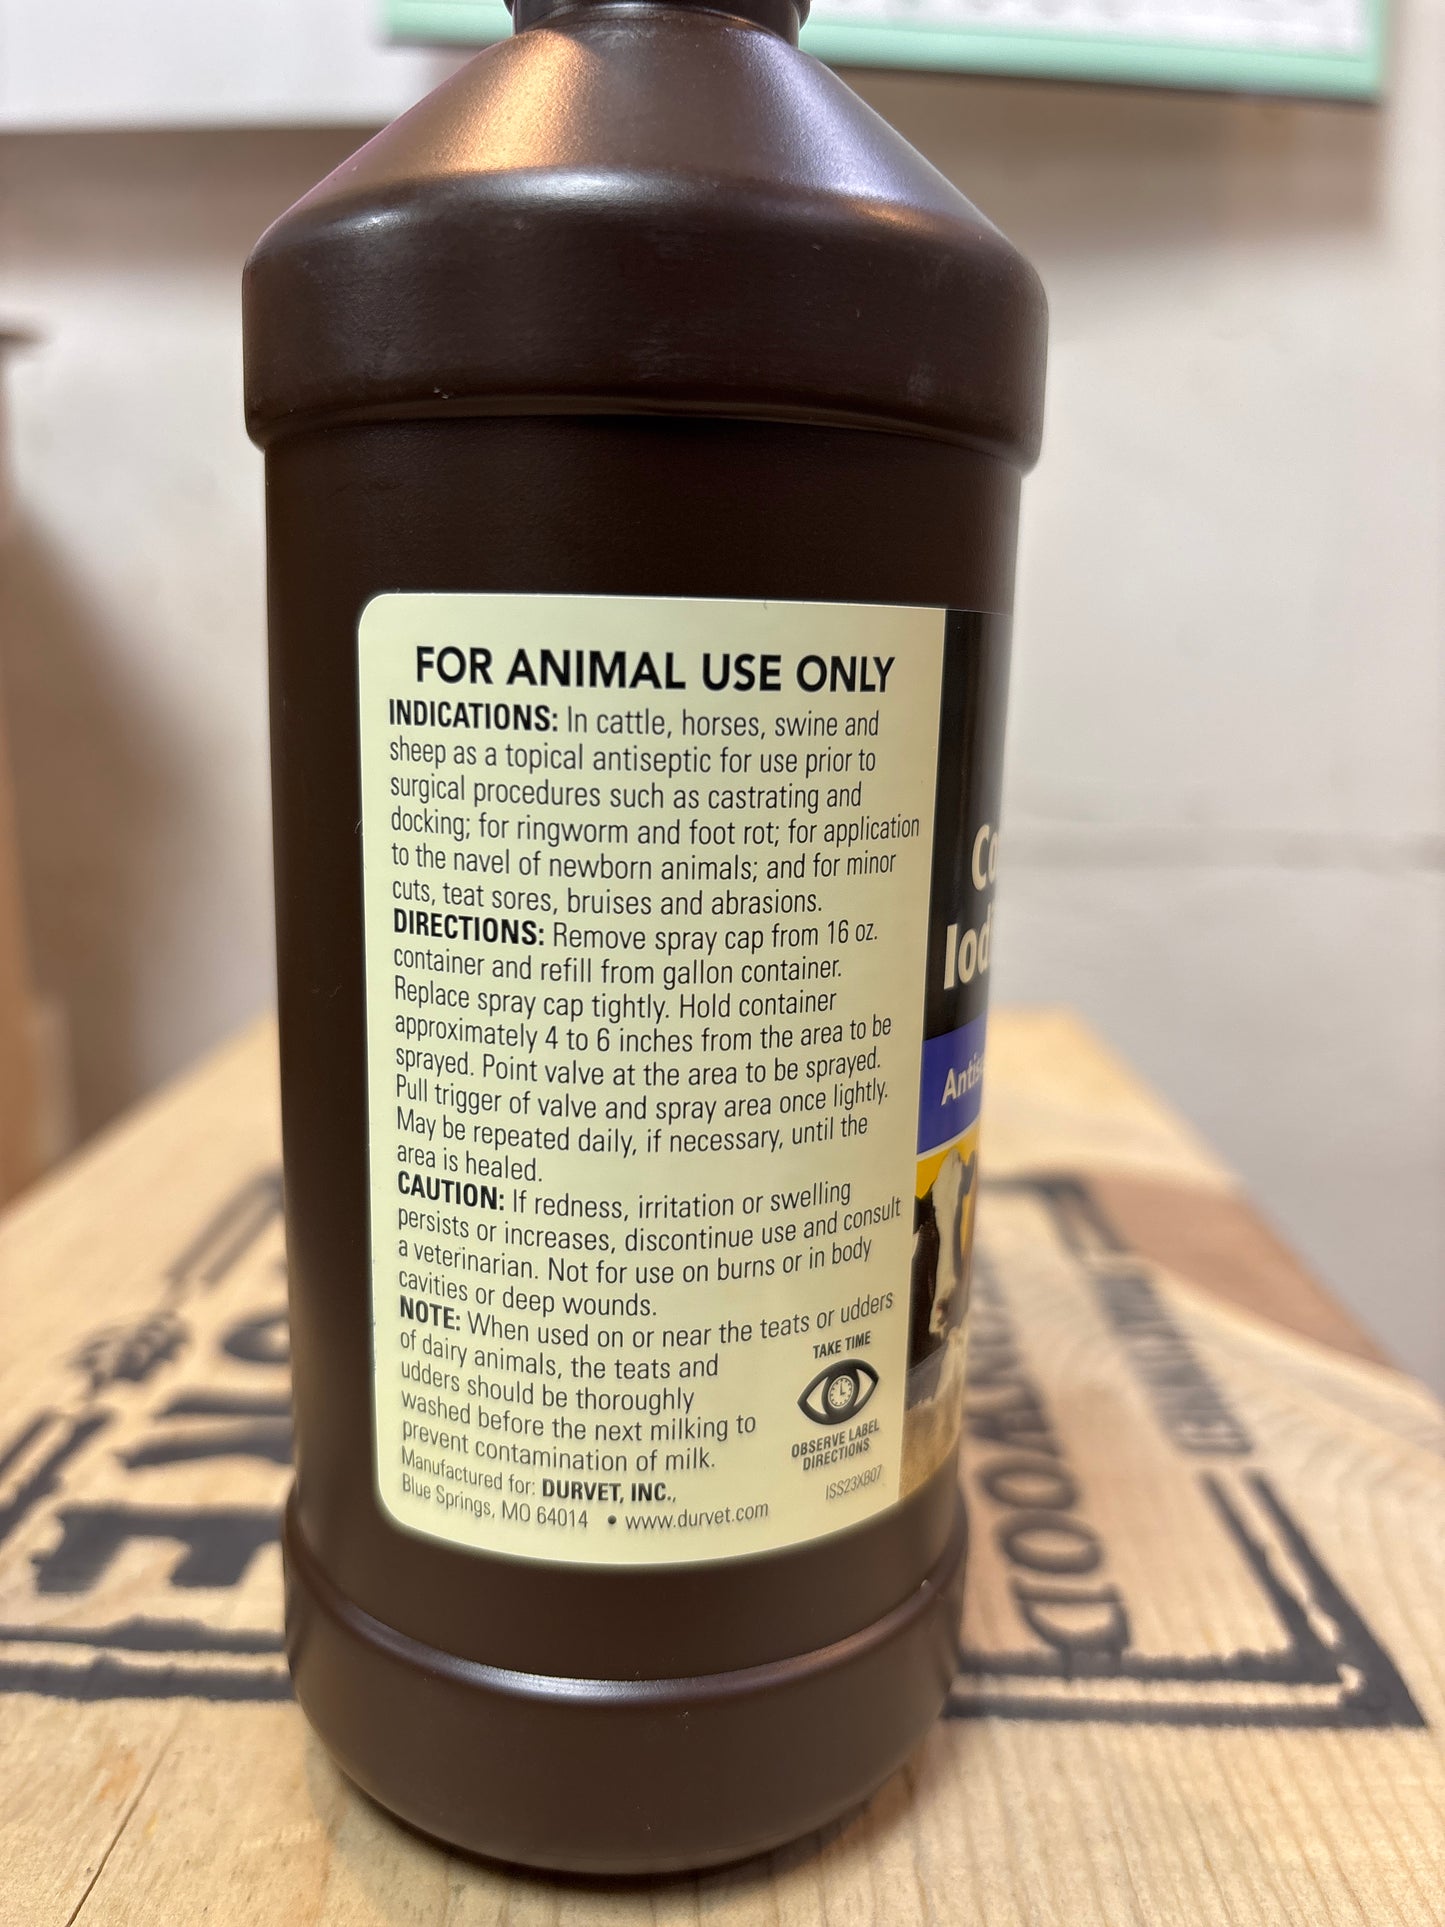 FOR ANIMAL USE ONLY
INDICATIONS: In cattle, horses, swine and
sheep as a topical antiseptic for use prior to
surgical procedures such as castrating and
docking; for ringworm and foot rot; for application
to the navel of newborn animals; and for minor
cuts, teat sores, bruises and abrasions.
DIRECTIONS: Remove spray cap from 16 oz.
container and refill from gallon container.
Replace spray cap tightly. Hold container
approximately 4 to 6 inches from the area to be
sprayed. Point valve at the area to be sprayed.
Pull trigger of valve and spray area once lightly.
May be repeated daily, if necessary, until the
area is healed.
CAUTION: If redness, irritation or swelling
persists or increases, discontinue use and consult
a veterinarian. Not for use on burns or in body
cavities or deep wounds.
NOTE: When used on or near the teats or udders
of dairy animals, the teats and
udders should be thoroughly
washed before the next milking to
prevent contamination of milk.
Manufactured for: DURVET, INC.,
Blue Springs, MO 64014 • www.durvet.com
TAKE TIME
OBSERVE LABEL
DIRECTIONS
ISS23XB07
Co
Iod
Antis